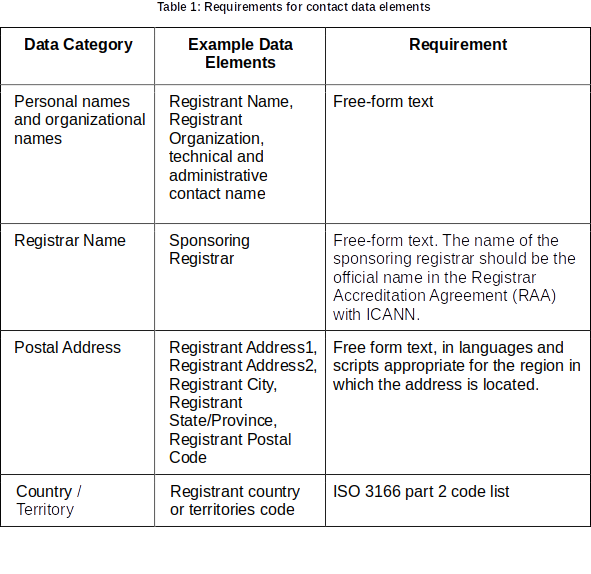 Table 1: Requirements for contact data elements
Data Category
Example Data
Elements
Requirement
Personal names
and organizational
names
Registrant Name,
Registrant
Organization,
technical and
administrative
contact name
Free-form text
Registrar Name
Sponsoring
Registrar
Free-form text. The name of the
sponsoring registrar should be the
official name in the Registrar
Accreditation Agreement (RAA)
with ICANN.
Postal Address
Registrant Address1,
Registrant Address2,
Registrant City,
Registrant
State/Province,
Registrant Postal
Code
Free form text, in languages and
scripts appropriate for the region in
which the address is located.
Country /
Territory
Registrant country
or territories code
ISO 3166 part 2 code list